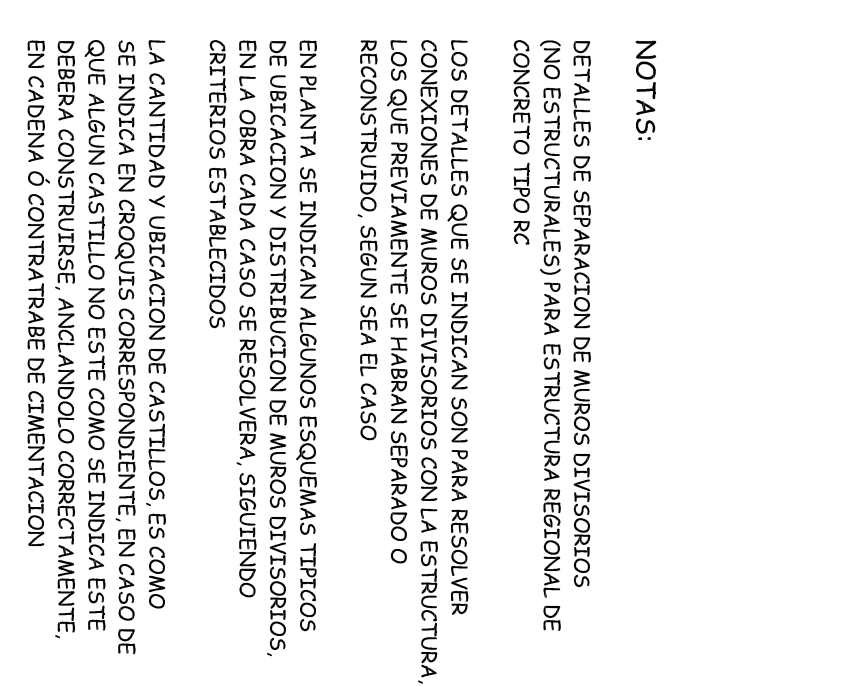 NOTAS:
DETALLES DE SEPARACION DE MUROS DIVISORIOS
(NO ESTRUCTURALES) PARA ESTRUCTURA REGIONAL DE
CONCRETO TIPO RC
LOS DETALLES QUE SE INDICAN SON PARA RESOLVER
CONEXIONES DE MUROS DIVISORIOS CON LA ESTRUCTURA,
LOS QUE PREVIAMENTE SE HABRAN SEPARADO O
RECONSTRUIDO, SEGUN SEA EL CASO
EN PLANTA SE INDICAN ALGUNOS ESQUEMAS TIPICOS
DE UBICACION Y DISTRIBUCION DE MUROS DIVISORIOS,
EN LA OBRA CADA CASO SE RESOLVERA, SIGUIENDO
CRITERIOS ESTABLECIDOS
LA CANTIDAD Y UBICACION DE CASTILLOS, ES COMO
SE INDICA EN CROQUIS CORRESPONDIENTE, EN CASO DE
QUE ALGUN CASTILLO NO ESTE COMO SE INDICA ESTE
DEBERA CONSTRUIRSE, ANCLANDOLO CORRECTAMENTE,
EN CADENA Ó CONTRATRABE DE CIMENTACION